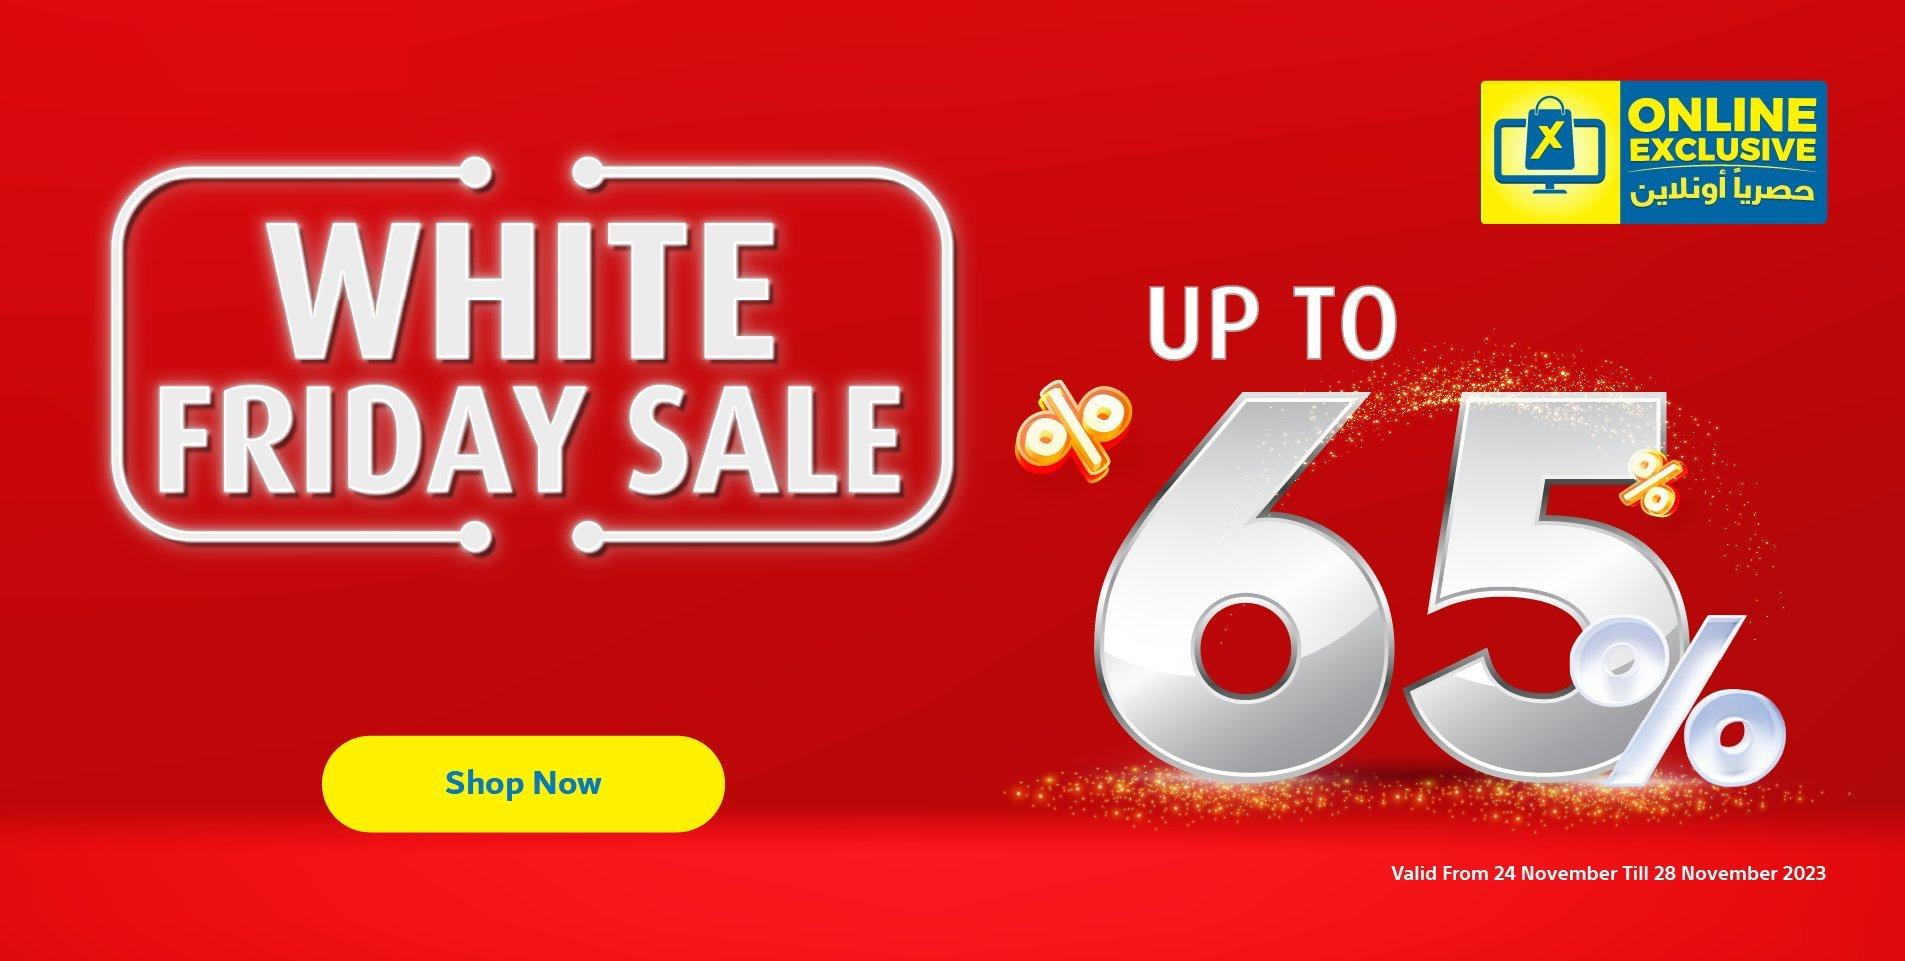 WHITE
FRIDAY SALE
Shop Now
ONLINE
EXCLUSIVE
حصرياً أونلاين
UP TO
65%
%
%
Valid From 24 November Till 28 November 2023